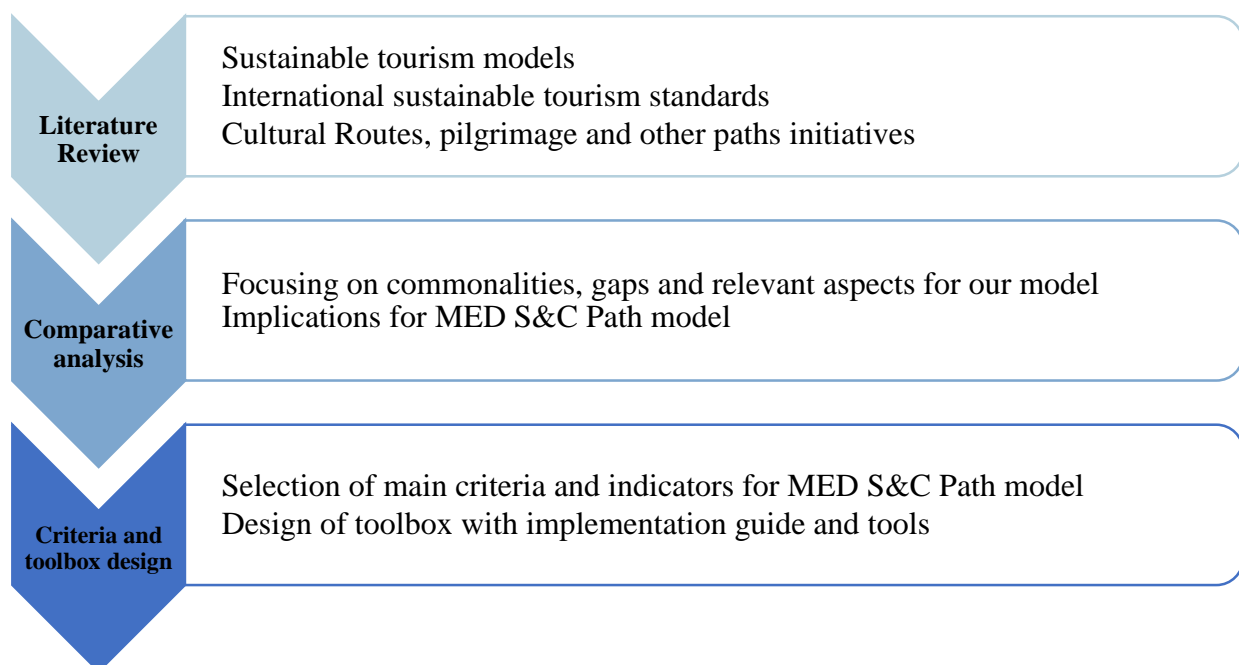 Literature
Review
Sustainable tourism models
International sustainable tourism standards
Cultural Routes, pilgrimage and other paths initiatives
Comparative
analysis
Focusing on commonalities, gaps and relevant aspects for our model
Implications for MED S&C Path model
Criteria and
toolbox design
Selection of main criteria and indicators for MED S&C Path model
Design of toolbox with implementation guide and tools